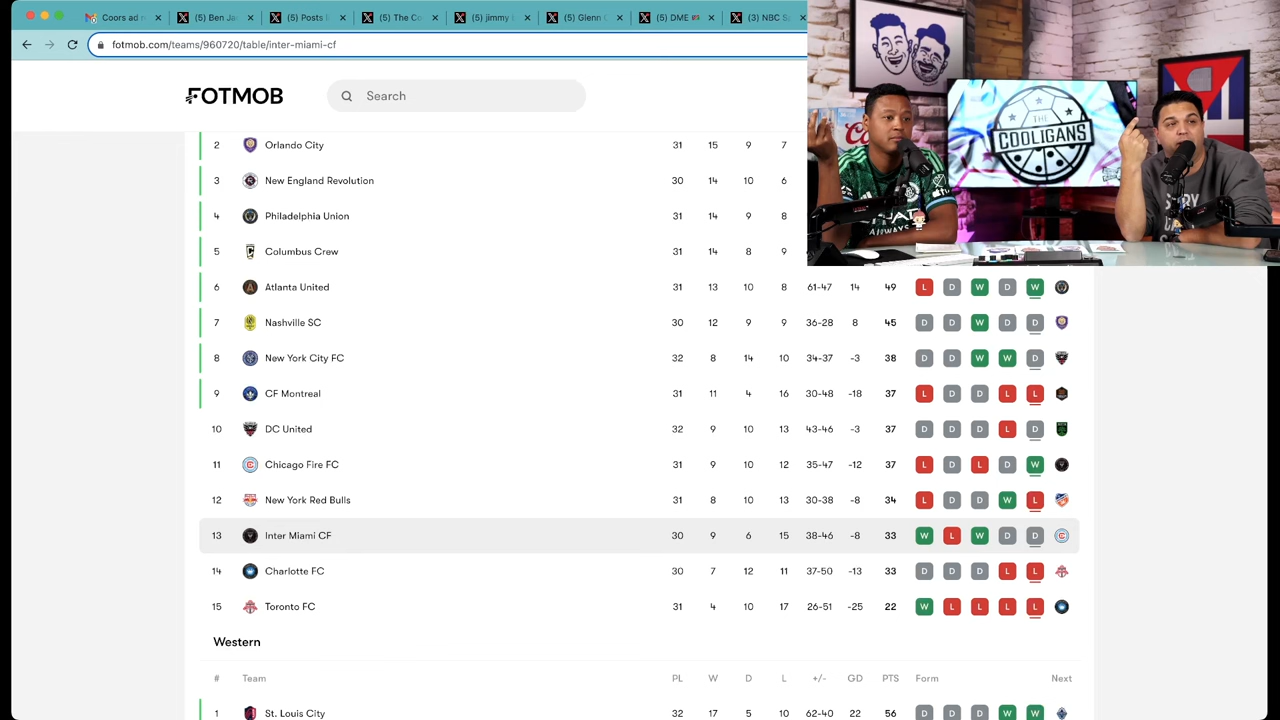 Coors ad r
(5) Ben Ja
(5) Posts
(5) The Co
(5) jimmy
(5) Glenn
(5) DME
(3) NBC S
fotmob.com/teams/960720/table/inter-miami-cf
FOTMOB
Search
2 Orlando City 31 15 9 7
3 New England Revolution 30 14 10 6
4 Philadelphia Union 31 14 9 8
5 Columbus Crew 31 14 8 9
6 Atlanta United 31 13 10 8 61-47 14 49 L D W D W
7 Nashville SC 30 12 9 9 36-28 8 45 D D W D D
8 New York City FC 32 8 14 10 34-37 -3 38 D D W W D
9 CF Montreal 31 11 4 16 30-48 -18 37 L D D L L
10 DC United 32 9 10 13 43-46 -3 37 D D D L D
11 Chicago Fire FC 31 9 10 12 35-47 -12 37 L D L D W
12 New York Red Bulls 31 8 10 13 30-38 -8 34 L D D W L
13 Inter Miami CF 30 9 6 15 38-46 -8 33 W L W D D
14 Charlotte FC 30 7 12 11 37-50 -13 33 D D D L L
15 Toronto FC 31 4 10 17 26-51 -25 22 W L L L L
Western
# Team PL W D L +/- GD PTS Form Next
1 St. Louis City 32 17 5 10 62-40 22 56 D D D W W
THE
COOLIGANS
AIRWAYS